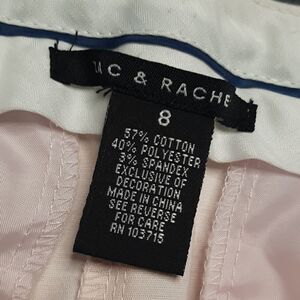 AC & RACHE
8
57% COTTON
40% POLYESTER
3% SPANDEX
EXCLUSIVE OF
DECORATION
MADE IN CHINA
SEE REVERSE
FOR CARE
RN 103715